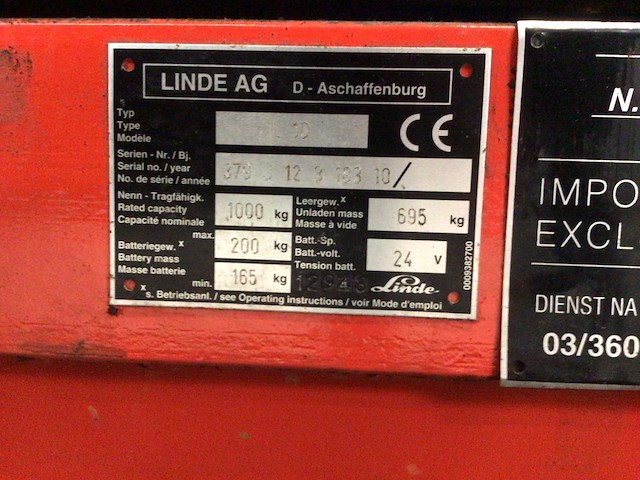 LINDE AG D - Aschaffenburg
Typ
Type
Modèle
CE
Serien - Nr. / Bj.
Serial no. / year
No. de série / année
12
10/
Nenn - Tragfähigk.
Rated capacity
Capacité nominale
1000 kg
Leergew. x
Unladen mass
Masse à vide
695 kg
max.
Batteriegew. x
Battery mass
Masse batterie
200 kg
min.
165 kg
Batt.-Sp.
Batt.-volt.
Tension batt.
24 V
Linde
0009382700
x s. Betriebsanl. / see Operating instructions / voir Mode d'emploi
N.
IMPO
EXCL
DIENST NA
03/360